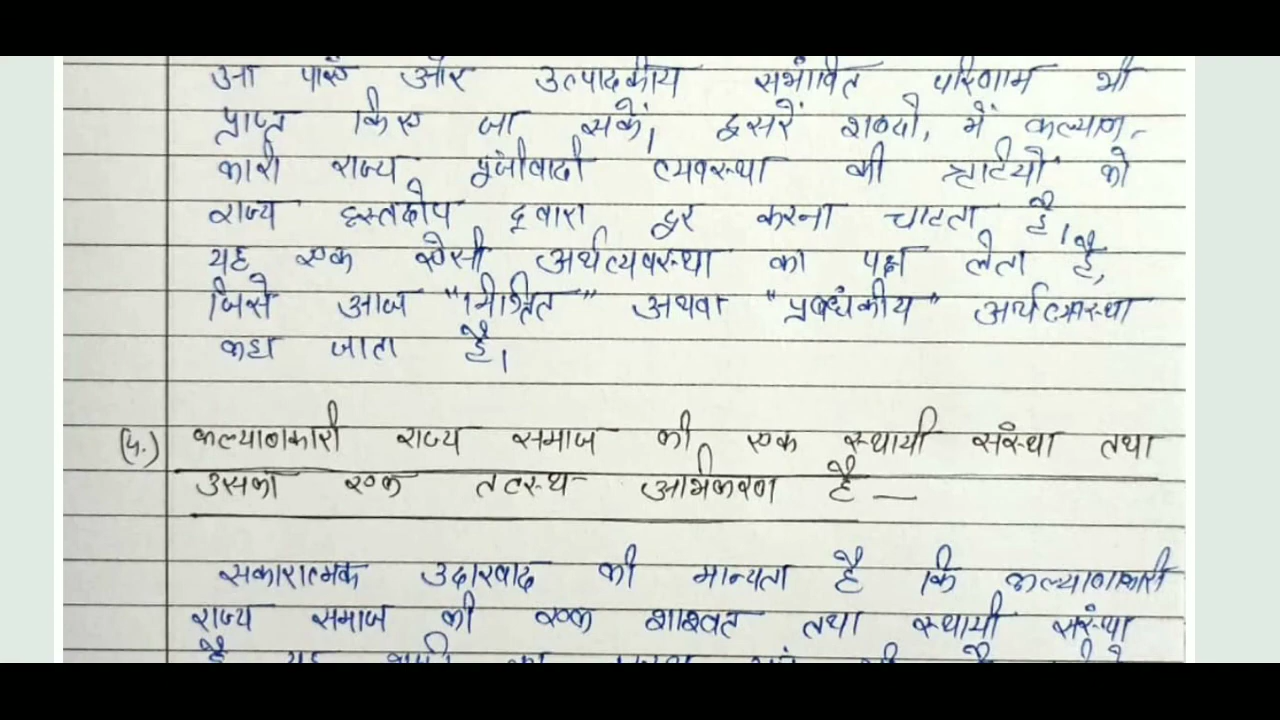 आ पाएँ और उत्पादकीय संभावित परिणाम भी
प्राप्त किए जा सकें। दूसरें शब्दों, में कल्याण-
कारी राज्य पूंजीवादी व्यवस्था की त्रुटियों को
राज्य हस्तक्षेप द्वारा दूर करना चाहता है।
यह एक ऐसी अर्थव्यवस्था का पक्ष लेता है,
जिसे आज "मिश्रित" अथवा "प्रबंधकीय" अर्थव्यवस्था
कहा जाता है।
(5.) कल्याणकारी राज्य समाज की एक स्थायी संस्था तथा
उसका एक तटस्थ अभिकरण है —
सकारात्मक उदारवाद की मान्यता है कि कल्याणकारी
राज्य समाज की एक शाश्वत तथा स्थायी संस्था
है यह